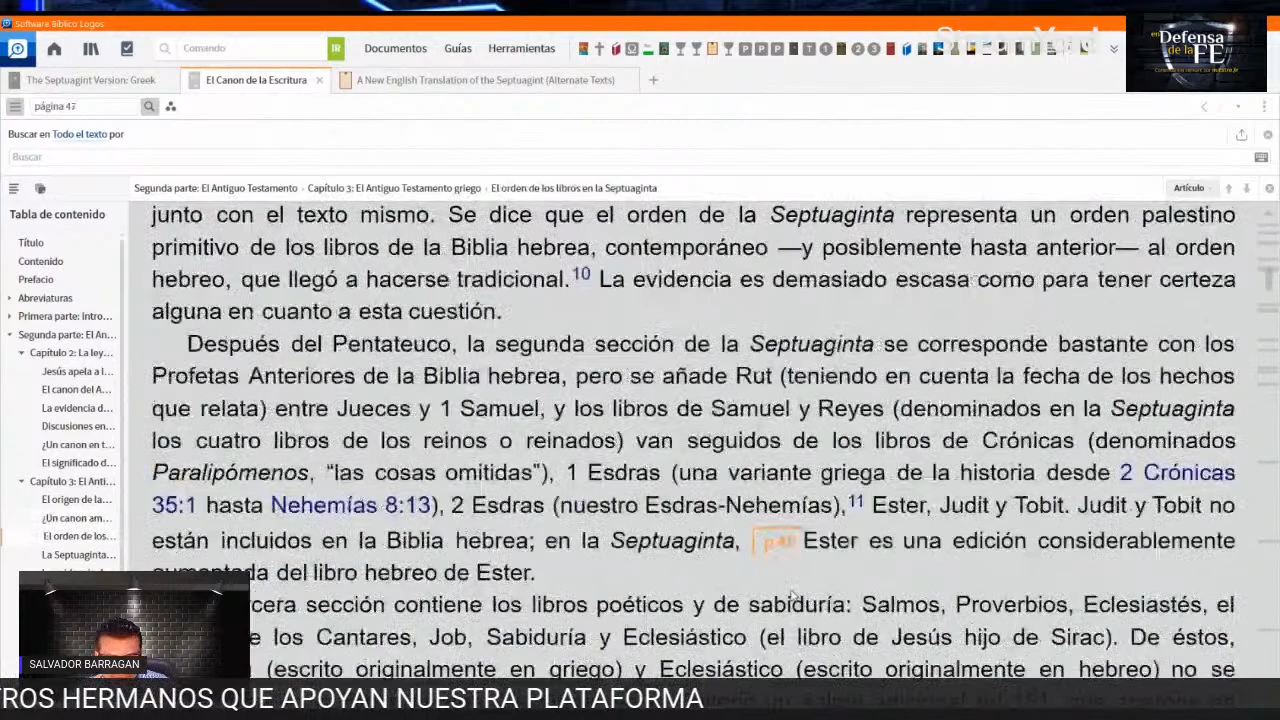 Software Bíblico Logos
Comando
Documentos Guías Herramientas
en
Defensa
de la
FE
The Septuagint Version: Greek
El Canon de la Escritura
A New English Translation of the Septuagint (Alternate Texts)
página 47
Buscar en Todo el texto por
Buscar
Segunda parte: El Antiguo Testamento › Capítulo 3: El Antiguo Testamento griego › El orden de los libros en la Septuaginta
Artículo
Tabla de contenido
Título
Contenido
Prefacio
Abreviaturas
Primera parte: Intro...
Segunda parte: El An...
Capítulo 2: La ley...
Jesús apela a l...
El canon del A...
La evidencia d...
Discusiones en...
¿Un canon en t...
El significado d...
Capítulo 3: El Anti...
El origen de la...
¿Un canon am...
El orden de los...
La Septuaginta...
junto con el texto mismo. Se dice que el orden de la Septuaginta representa un orden palestino
primitivo de los libros de la Biblia hebrea, contemporáneo —y posiblemente hasta anterior— al orden
hebreo, que llegó a hacerse tradicional.10 La evidencia es demasiado escasa como para tener certeza
alguna en cuanto a esta cuestión.
Después del Pentateuco, la segunda sección de la Septuaginta se corresponde bastante con los
Profetas Anteriores de la Biblia hebrea, pero se añade Rut (teniendo en cuenta la fecha de los hechos
que relata) entre Jueces y 1 Samuel, y los libros de Samuel y Reyes (denominados en la Septuaginta
los cuatro libros de los reinos o reinados) van seguidos de los libros de Crónicas (denominados
Paralipómenos, “las cosas omitidas”), 1 Esdras (una variante griega de la historia desde 2 Crónicas
35:1 hasta Nehemías 8:13), 2 Esdras (nuestro Esdras-Nehemías),11 Ester, Judit y Tobit. Judit y Tobit no
están incluidos en la Biblia hebrea; en la Septuaginta, Ester es una edición considerablemente
del libro hebreo de Ester.
sección contiene los libros poéticos y de sabiduría: Salmos, Proverbios, Eclesiastés, el
los Cantares, Job, Sabiduría y Eclesiástico (el libro de Jesús hijo de Sirac). De éstos,
(escrito originalmente en griego) y Eclesiástico (escrito originalmente en hebreo) no se
SALVADOR BARRAGAN
TROS HERMANOS QUE APOYAN NUESTRA PLATAFORMA